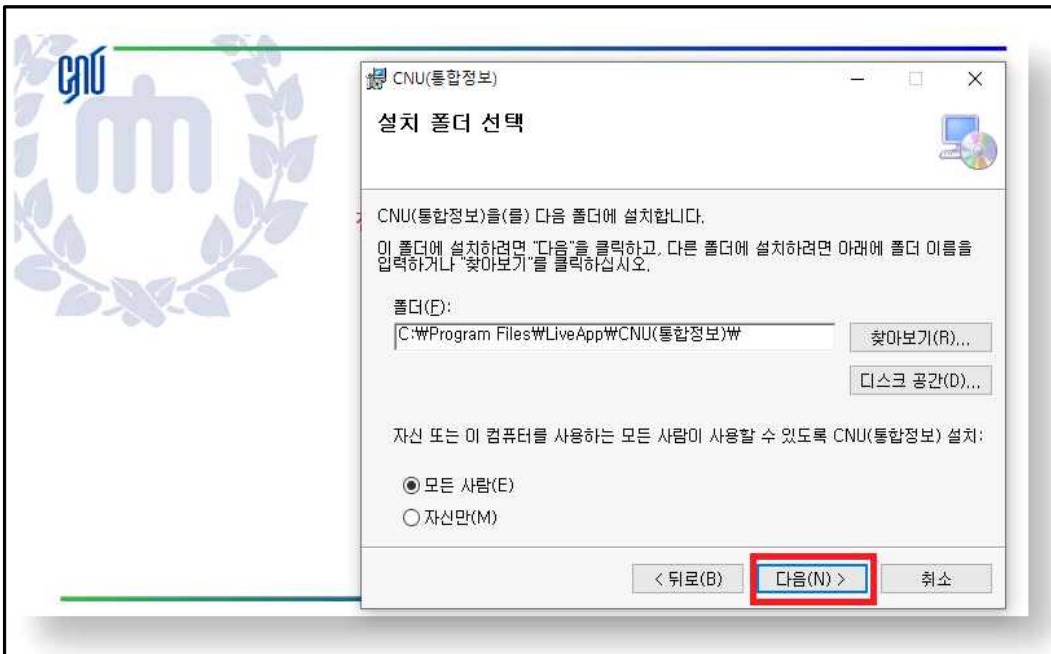 CNU
CNU(통합정보)
설치 폴더 선택
CNU(통합정보)을(를) 다음 폴더에 설치합니다.
이 폴더에 설치하려면 "다음"을 클릭하고, 다른 폴더에 설치하려면 아래에 폴더 이름을
입력하거나 "찾아보기"를 클릭하십시오.
폴더(F):
C:₩Program Files₩LiveApp₩CNU(통합정보)₩
찾아보기(R)...
디스크 공간(D)...
자신 또는 이 컴퓨터를 사용하는 모든 사람이 사용할 수 있도록 CNU(통합정보) 설치:
모든 사람(E)
자신만(M)
< 뒤로(B)
다음(N) >
취소